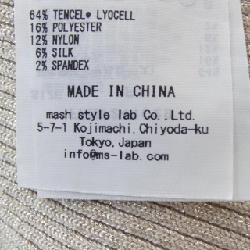 64% TENCEL® LYOCELL
16% POLYESTER
12% NYLON
6% SILK
2% SPANDEX
MADE IN CHINA
mash style lab Co., Ltd.
5-7-1 Kojimachi, Chiyoda-ku
Tokyo, Japan
info@ms-lab.com